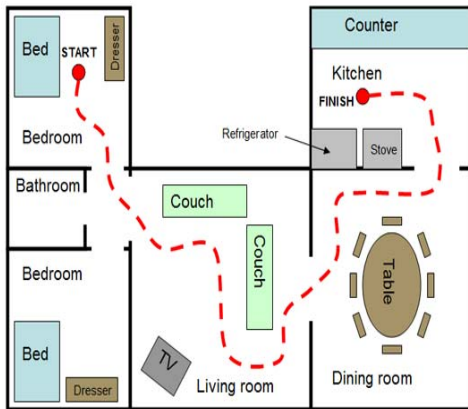 Bed
START
Dresser
Bedroom
Counter
Kitchen
FINISH
Refrigerator
Stove
Bathroom
Couch
Couch
Bedroom
Table
Bed
Dresser
TV
Living room
Dining room